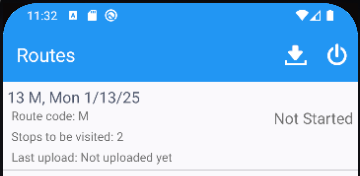 11:32
Routes
13 M, Mon 1/13/25
Route code: M
Not Started
Stops to be visited: 2
Last upload: Not uploaded yet